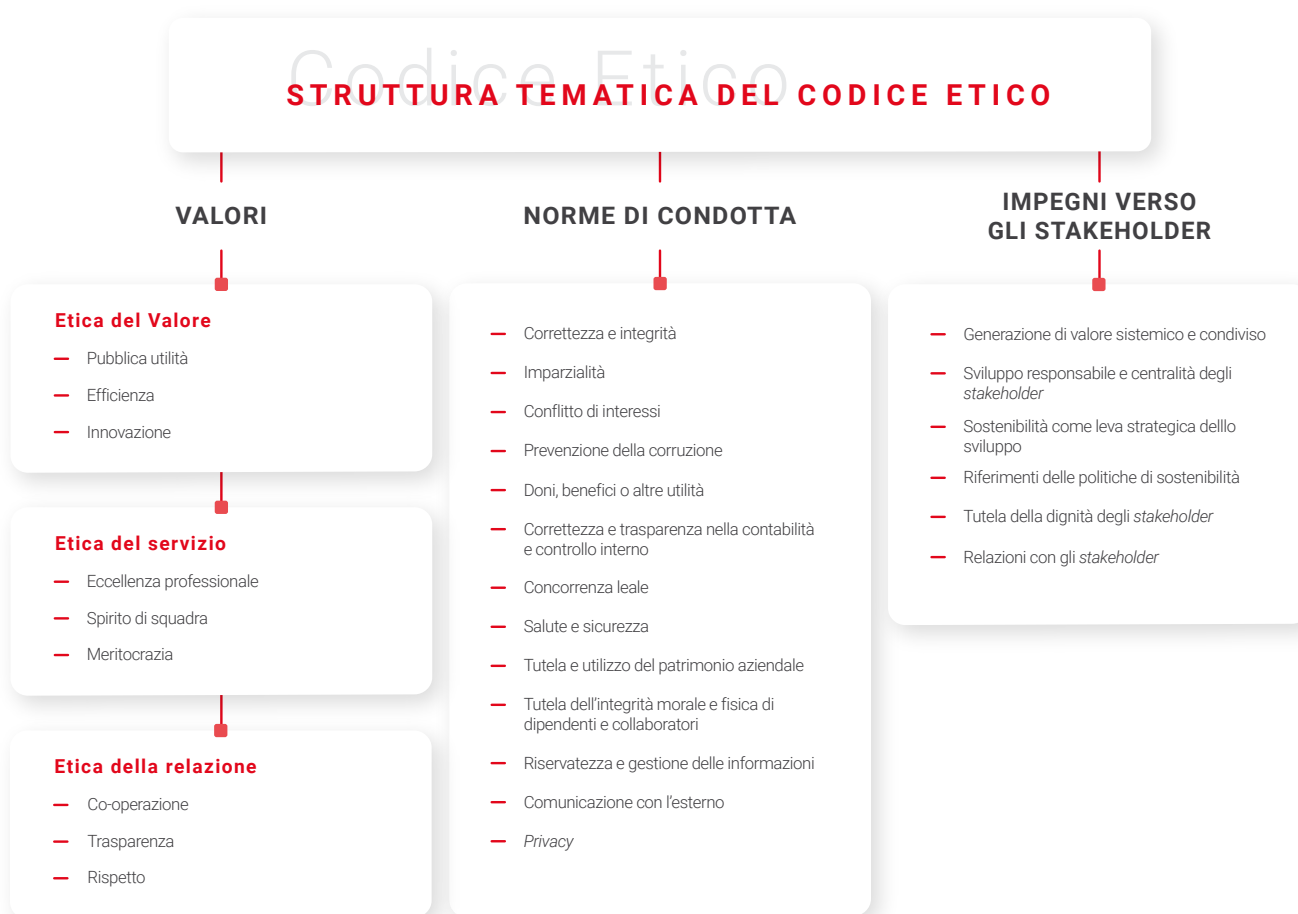 Codice Etico
STRUTTURA TEMATICA DEL CODICE ETICO
VALORI
Etica del Valore
Pubblica utilità
Efficienza
Innovazione
Etica del servizio
Eccellenza professionale
Spirito di squadra
Meritocrazia
Etica della relazione
Co-operazione
Trasparenza
Rispetto
NORME DI CONDOTTA
Correttezza e integrità
Imparzialità
Conflitto di interessi
Prevenzione della corruzione
Doni, benefici o altre utilità
Correttezza e trasparenza nella contabilità
e controllo interno
Concorrenza leale
Salute e sicurezza
Tutela e utilizzo del patrimonio aziendale
Tutela dell’integrità morale e fisica di
dipendenti e collaboratori
Riservatezza e gestione delle informazioni
Comunicazione con l’esterno
Privacy
IMPEGNI VERSO
GLI STAKEHOLDER
Generazione di valore sistemico e condiviso
Sviluppo responsabile e centralità degli
stakeholder
Sostenibilità come leva strategica delllo
sviluppo
Riferimenti delle politiche di sostenibilità
Tutela della dignità degli stakeholder
Relazioni con gli stakeholder